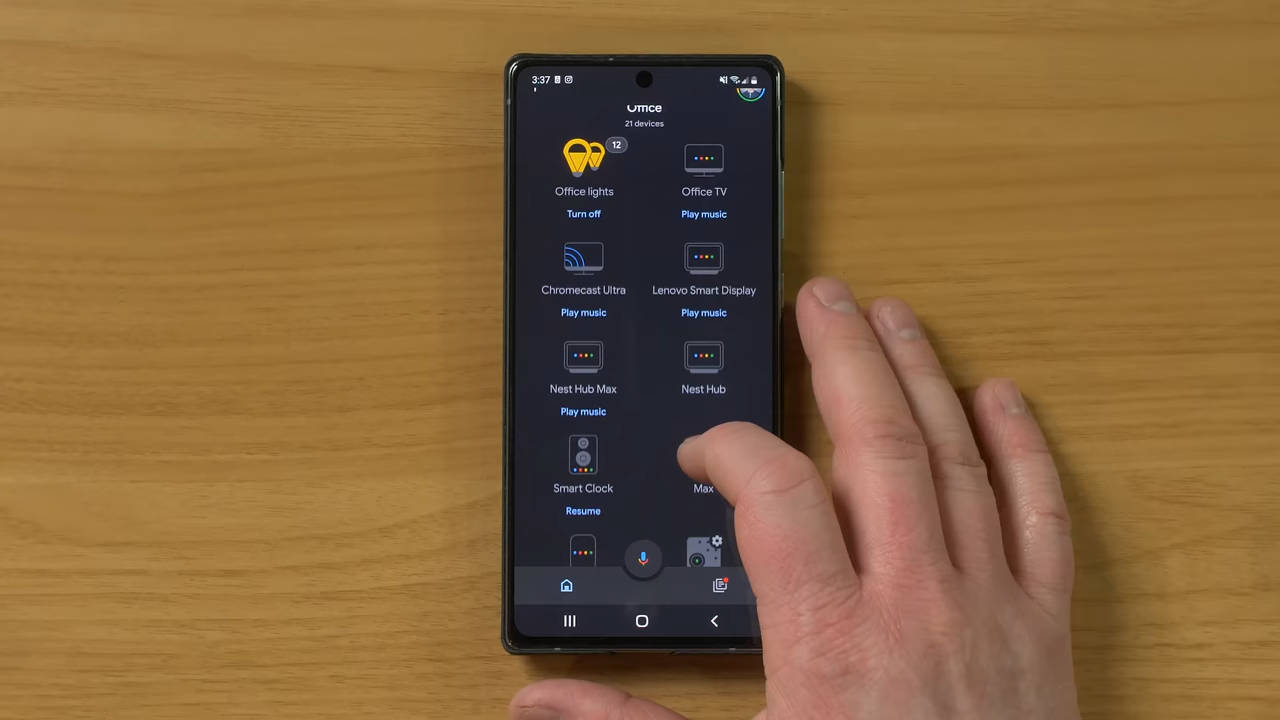 3:37
Office
21 devices
12
Office lights
Office TV
Turn off
Play music
Chromecast Ultra
Lenovo Smart Display
Play music
Play music
Nest Hub Max
Nest Hub
Play music
Smart Clock
Max
Resume